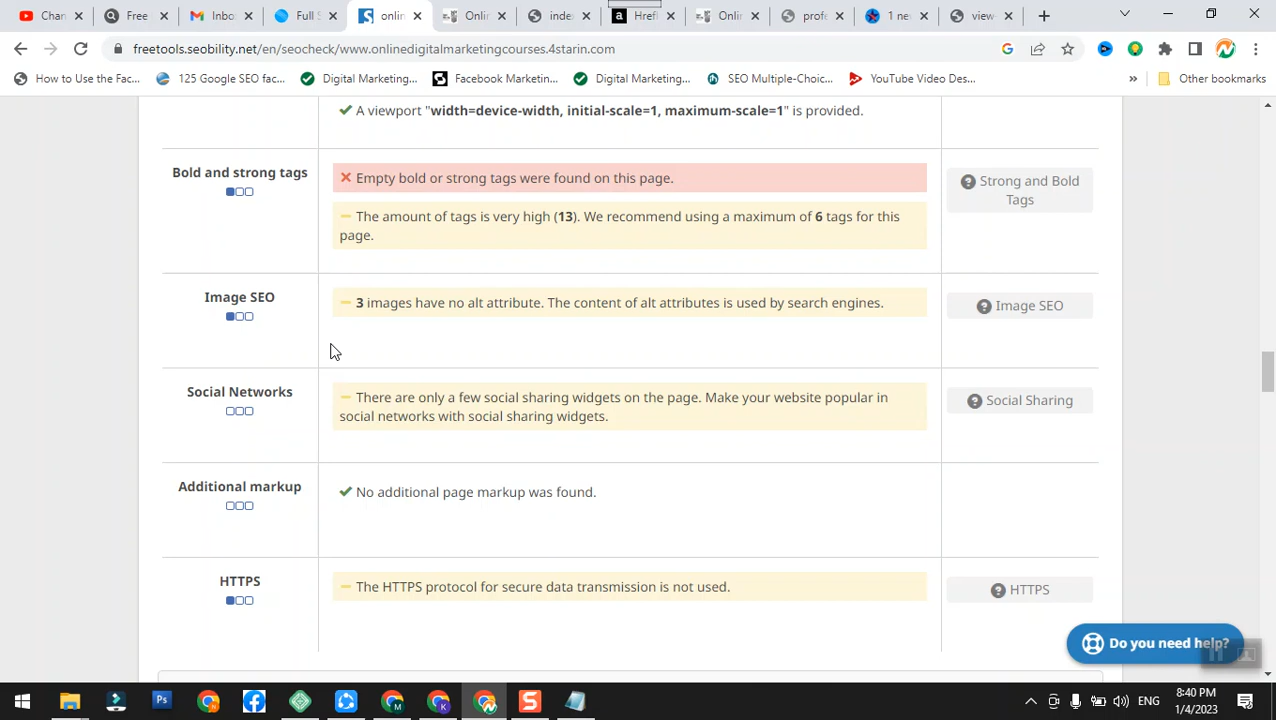 Chan
Free
Inbo
Full S
onlin
Onlin
index
a Hrefl
Onlin
profe
1 ne
view-
freetools.seobility.net/en/seocheck/www.onlinedigitalmarketingcourses.4starin.com
How to Use the Fac...
125 Google SEO fac...
Digital Marketing...
Facebook Marketin...
Digital Marketing...
SEO Multiple-Choic...
YouTube Video Des...
»
Other bookmarks
A viewport "width=device-width, initial-scale=1, maximum-scale=1" is provided.
Bold and strong tags
Empty bold or strong tags were found on this page.
The amount of tags is very high (13). We recommend using a maximum of 6 tags for this
page.
Strong and Bold
Tags
Image SEO
3 images have no alt attribute. The content of alt attributes is used by search engines.
Image SEO
Social Networks
There are only a few social sharing widgets on the page. Make your website popular in
social networks with social sharing widgets.
Social Sharing
Additional markup
No additional page markup was found.
HTTPS
The HTTPS protocol for secure data transmission is not used.
HTTPS
Do you need help?
Ps
ENG
8:40 PM
1/4/2023